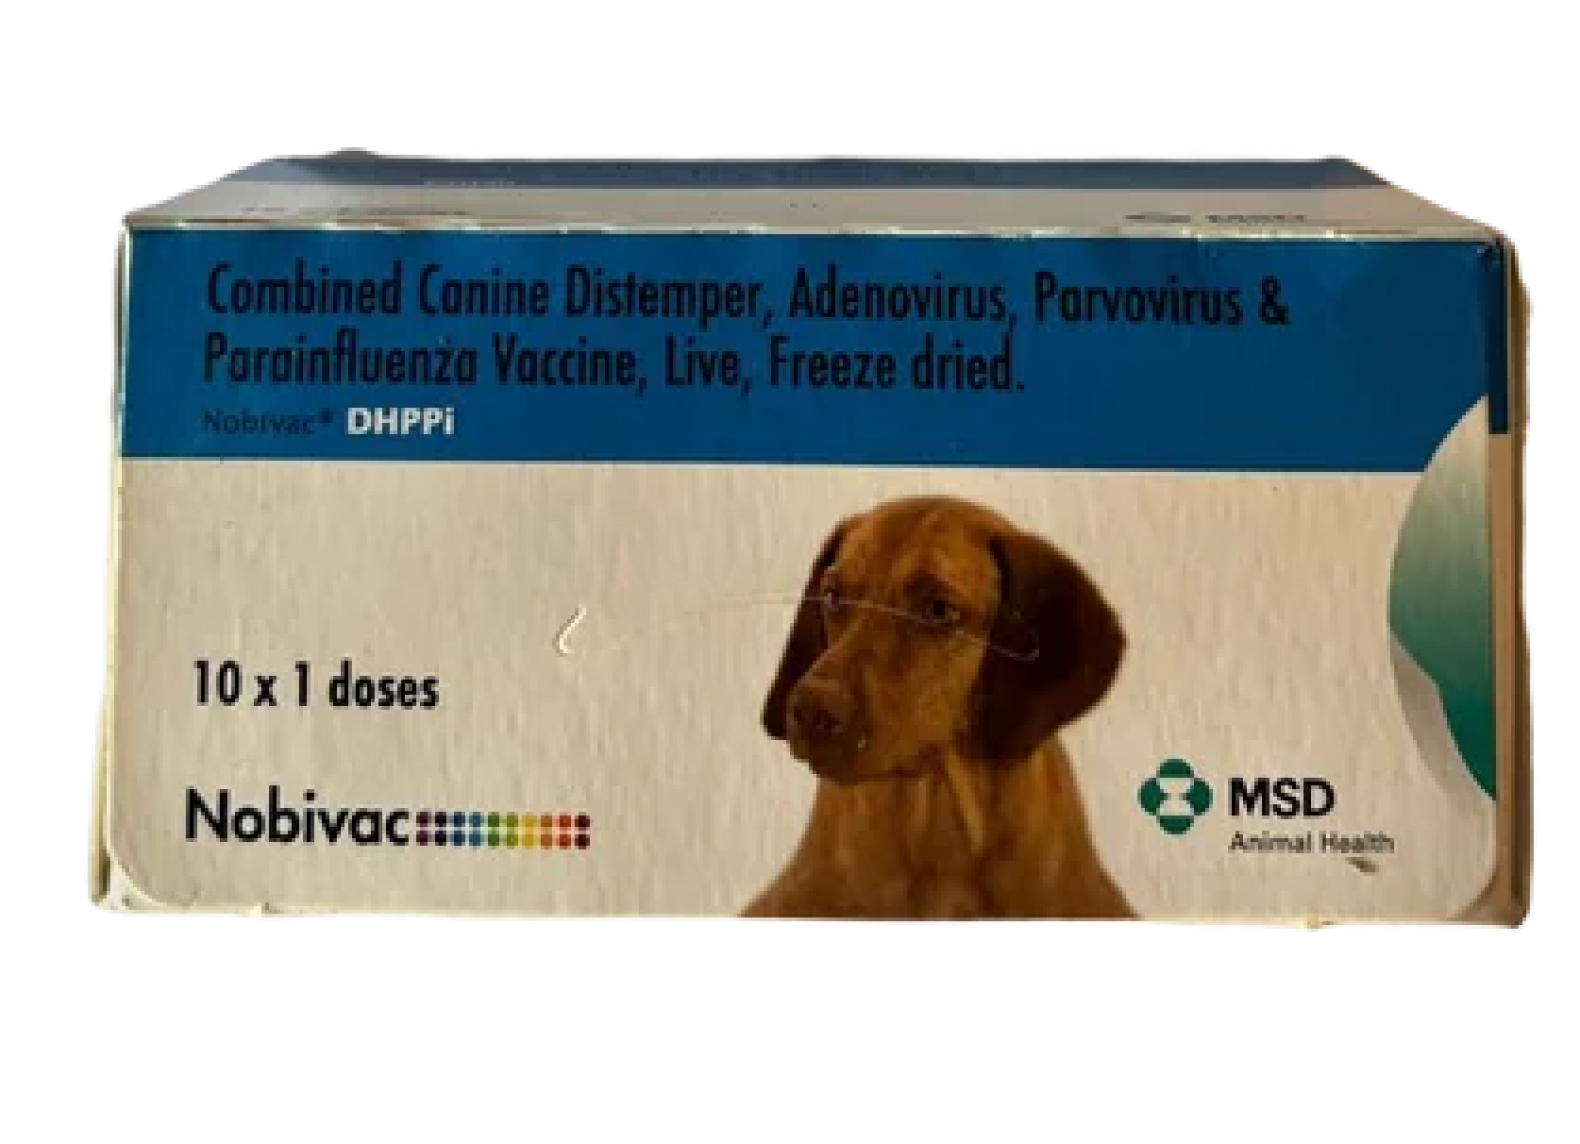 Combined Canine Distemper, Adenovirus, Parvovirus &
Parainfluenza Vaccine, Live, Freeze dried.
Nobivac® DHPPi
10 x 1 doses
Nobivac
MSD
Animal Health